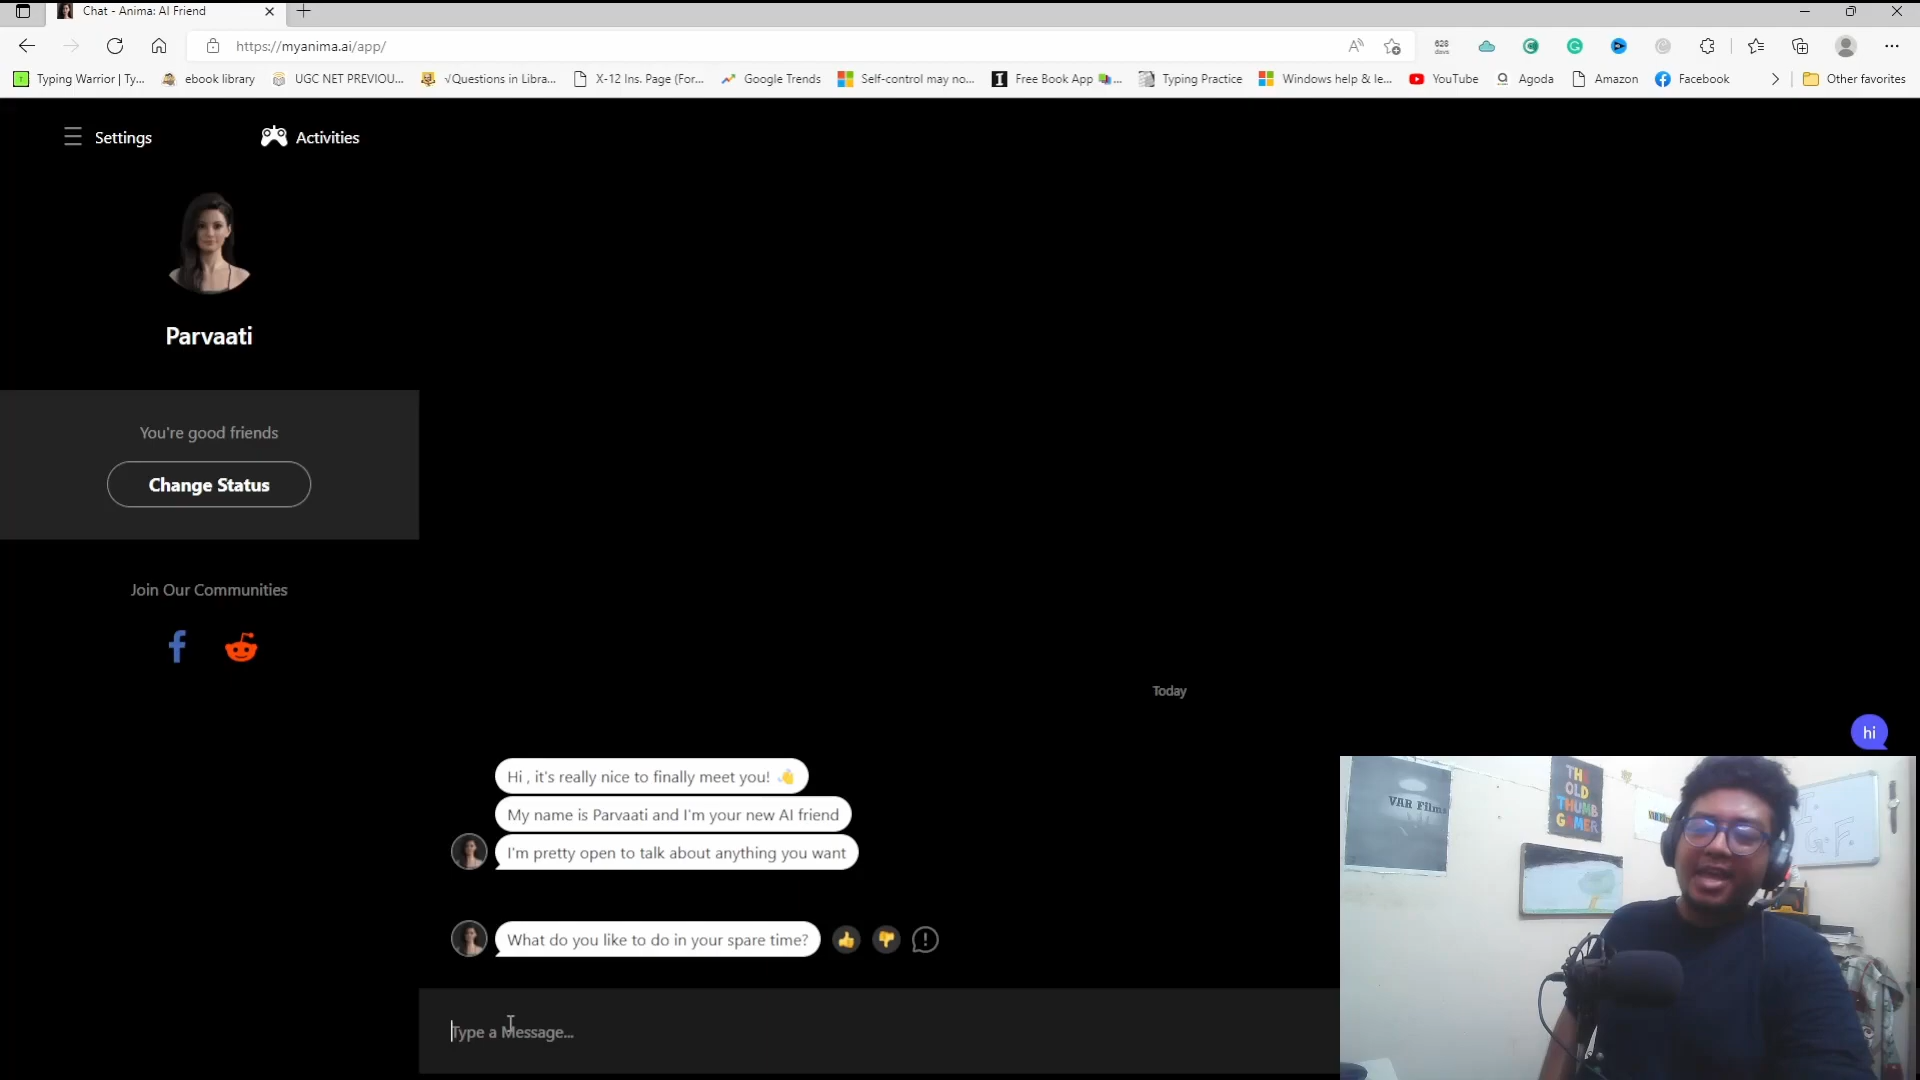 Chat - Anima: AI Friend
https://myanima.ai/app/
628
days
Typing Warrior | Ty...
ebook library
UGC NET PREVIOU...
√Questions in Libra...
X-12 Ins. Page (For...
Google Trends
Self-control may no...
Free Book App
Typing Practice
Windows help & le...
YouTube
Agoda
Amazon
Facebook
Other favorites
Settings
Activities
Parvaati
You're good friends
Change Status
Join Our Communities
Today
hi
Hi , it's really nice to finally meet you! 👋
My name is Parvaati and I'm your new AI friend
I'm pretty open to talk about anything you want
What do you like to do in your spare time?
Type a Message...
VAR Films
THE
OLD
THUMB
GAMER